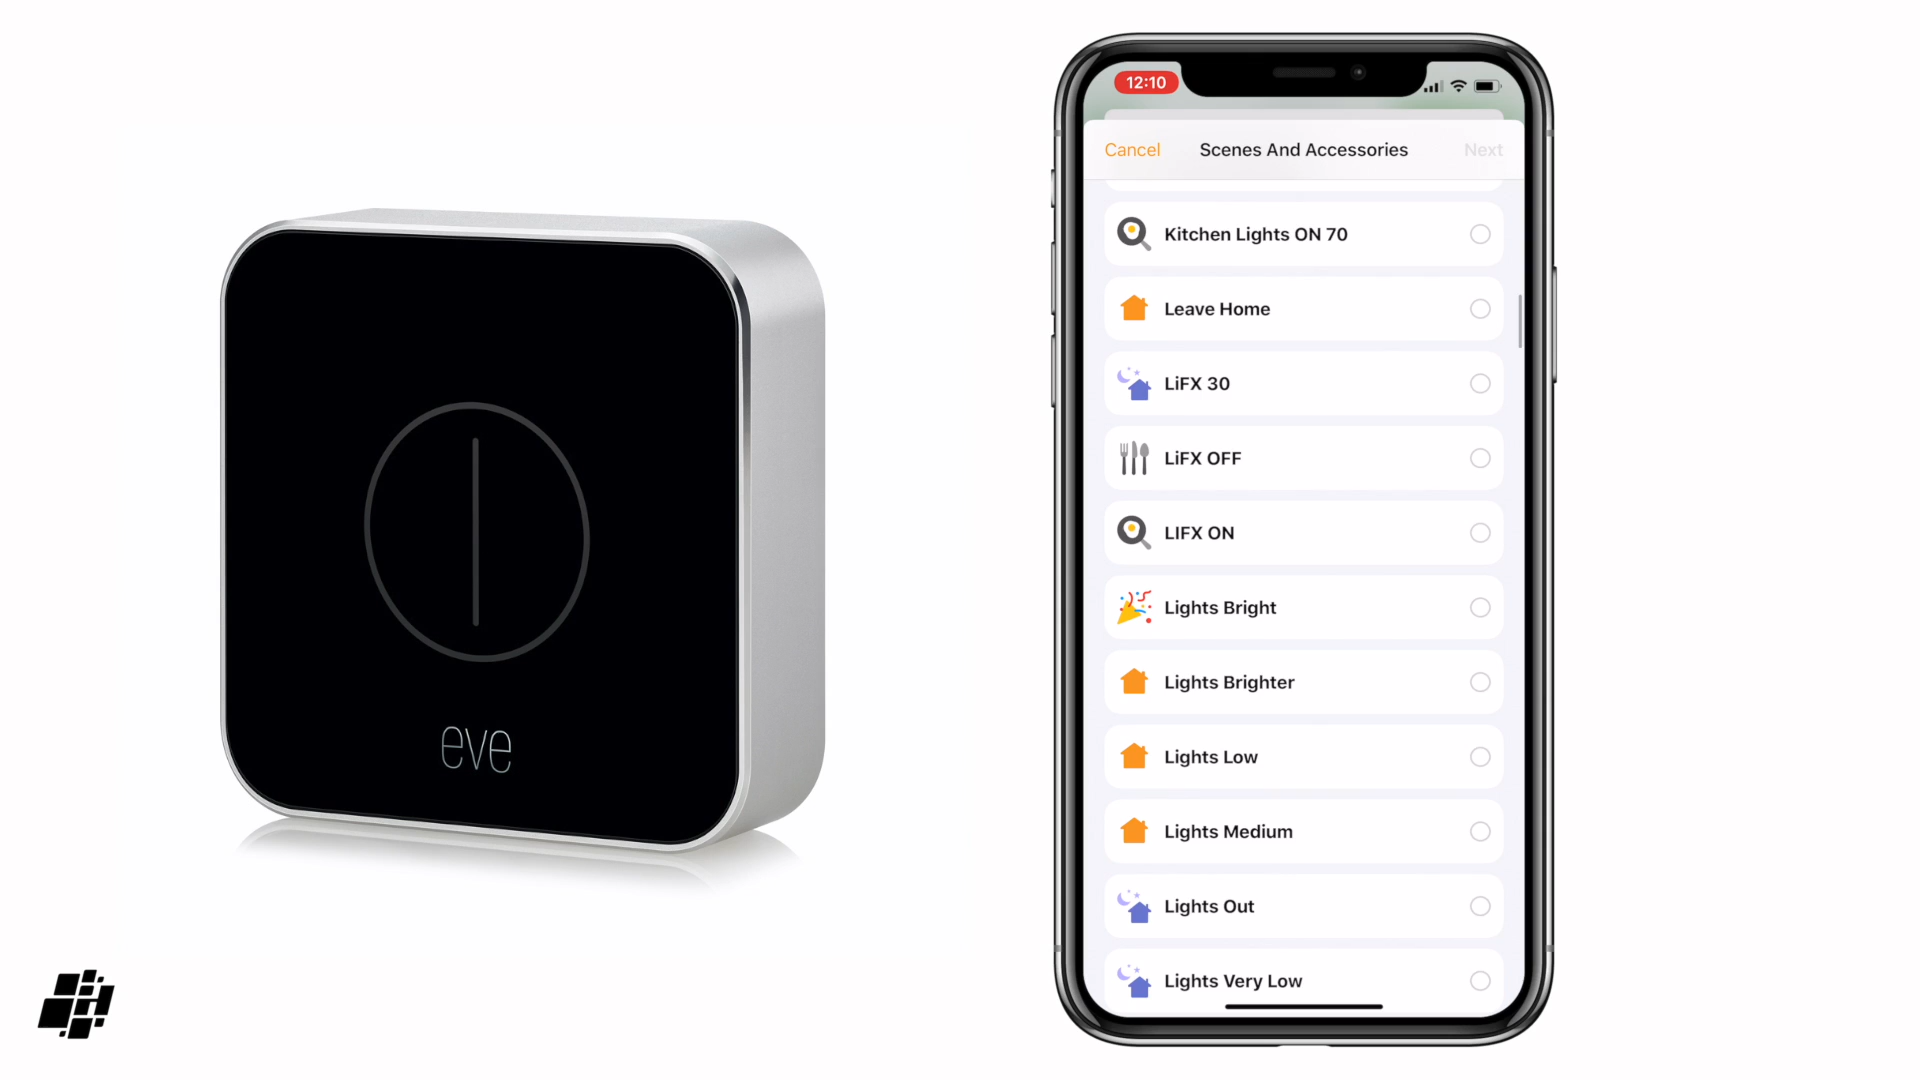 eve
12:10
Cancel Scenes And Accessories Next
Kitchen Lights ON 70
Leave Home
LiFX 30
LiFX OFF
LIFX ON
Lights Bright
Lights Brighter
Lights Low
Lights Medium
Lights Out
Lights Very Low